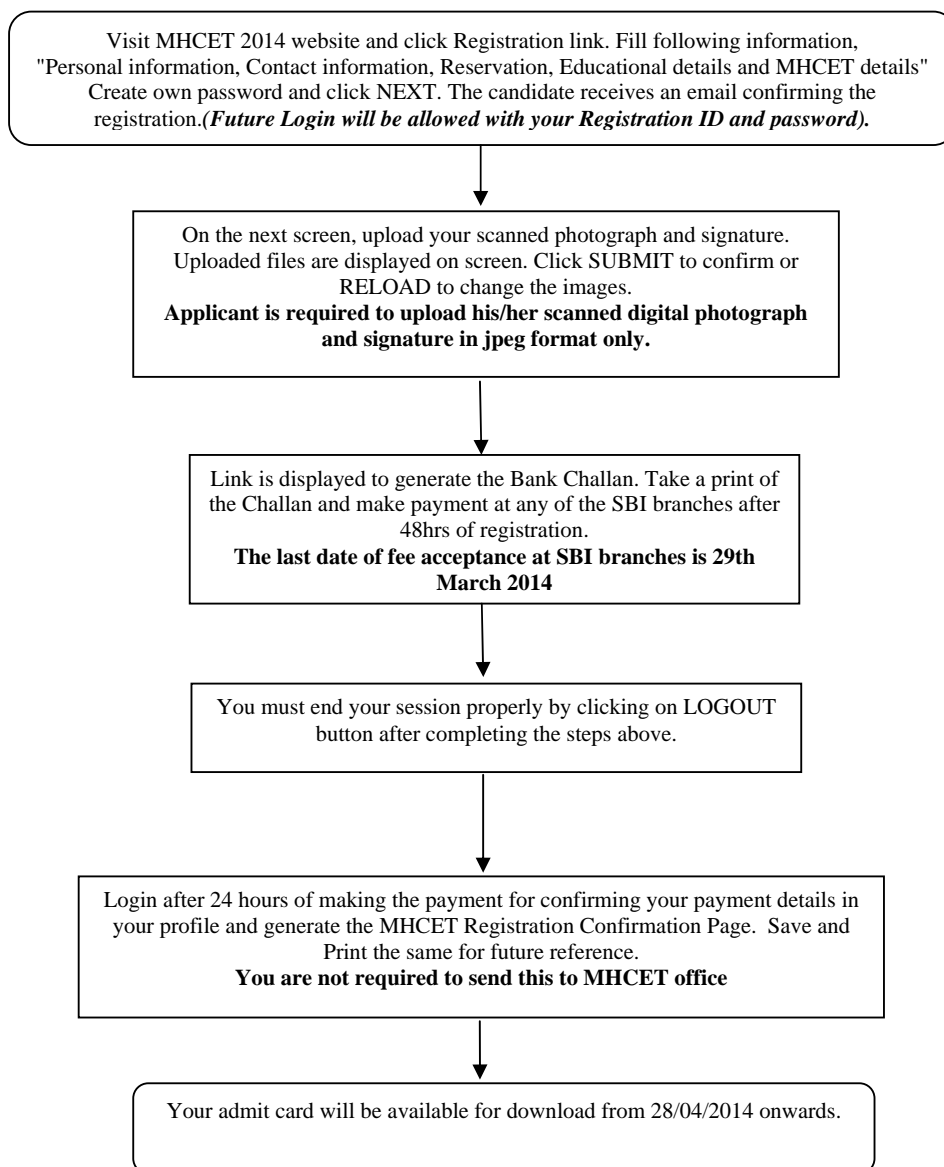 Visit MHCET 2014 website and click Registration link. Fill following information,
"Personal information, Contact information, Reservation, Educational details and MHCET details"
Create own password and click NEXT. The candidate receives an email confirming the
registration.(Future Login will be allowed with your Registration ID and password).
On the next screen, upload your scanned photograph and signature.
Uploaded files are displayed on screen. Click SUBMIT to confirm or
RELOAD to change the images.
Applicant is required to upload his/her scanned digital photograph
and signature in jpeg format only.
Link is displayed to generate the Bank Challan. Take a print of
the Challan and make payment at any of the SBI branches after
48hrs of registration.
The last date of fee acceptance at SBI branches is 29th
March 2014
You must end your session properly by clicking on LOGOUT
button after completing the steps above.
Login after 24 hours of making the payment for confirming your payment details in
your profile and generate the MHCET Registration Confirmation Page. Save and
Print the same for future reference.
You are not required to send this to MHCET office
Your admit card will be available for download from 28/04/2014 onwards.